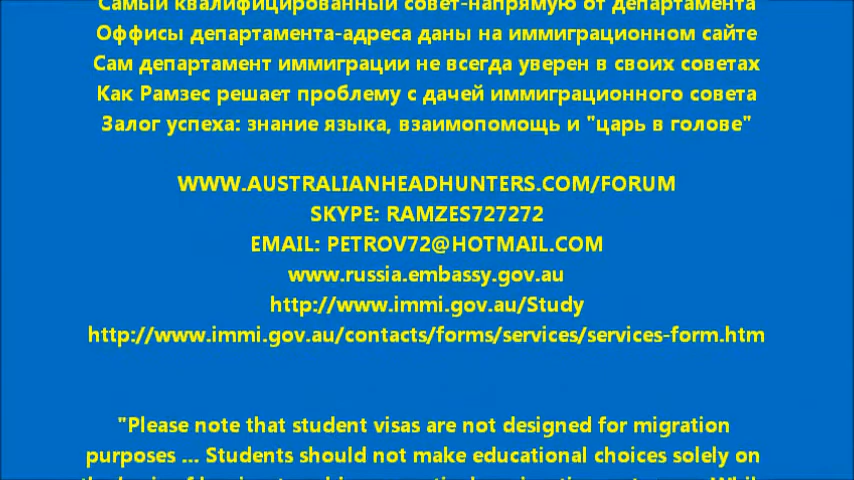 Самый квалифицированный совет-напрямую от департамента
Оффисы департамента-адреса даны на иммиграционном сайте
Сам департамент иммиграции не всегда уверен в своих советах
Как Рамзес решает проблему с дачей иммиграционного совета
Залог успеха: знание языка, взаимопомощь и "царь в голове"
WWW.AUSTRALIANHEADHUNTERS.COM/FORUM
SKYPE: RAMZES727272
EMAIL: PETROV72@HOTMAIL.COM
www.russia.embassy.gov.au
http://www.immi.gov.au/Study
http://www.immi.gov.au/contacts/forms/services/services-form.htm
"Please note that student visas are not designed for migration
purposes ... Students should not make educational choices solely on